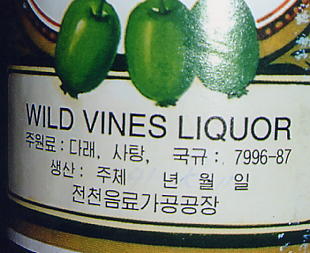 WILD VINES LIQUOR
주원료 : 다래, 사탕, 국규 : 7996-87
생산 : 주체 년 월 일
전천음료가공공장